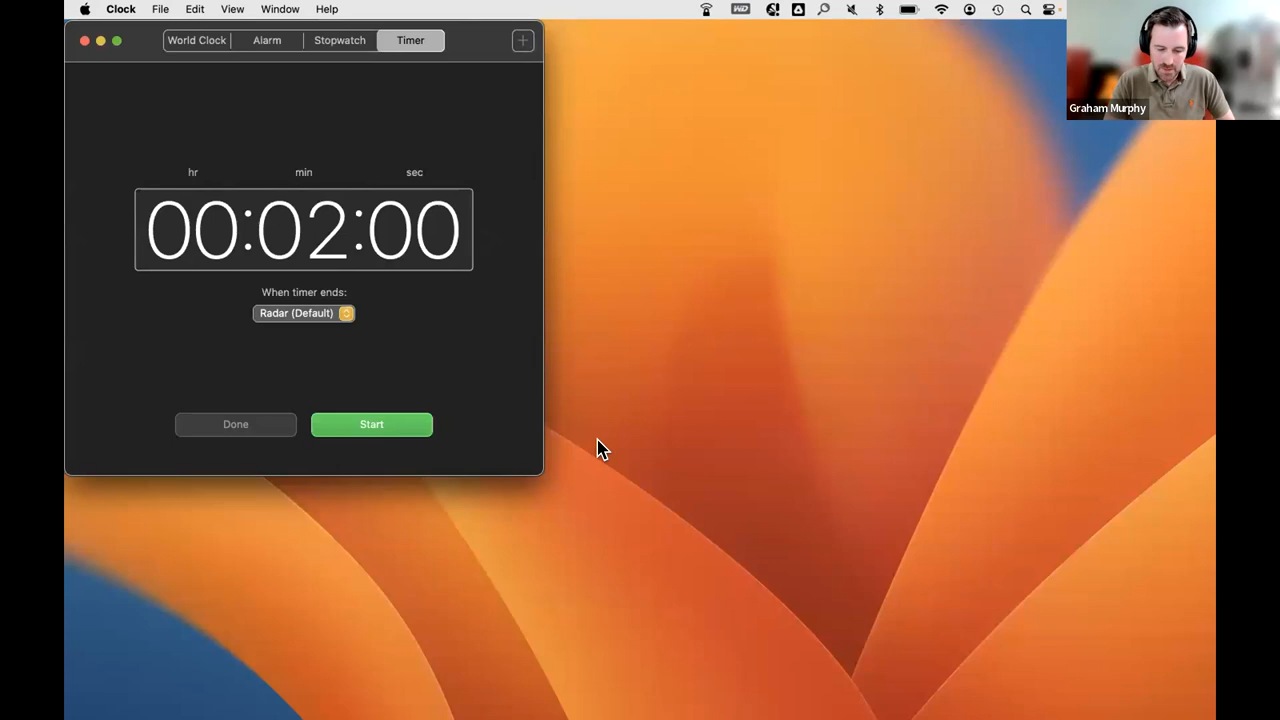 Clock File Edit View Window Help
World Clock Alarm Stopwatch Timer
Graham Murphy
hr min sec
00:02:00
When timer ends:
Radar (Default)
Done Start